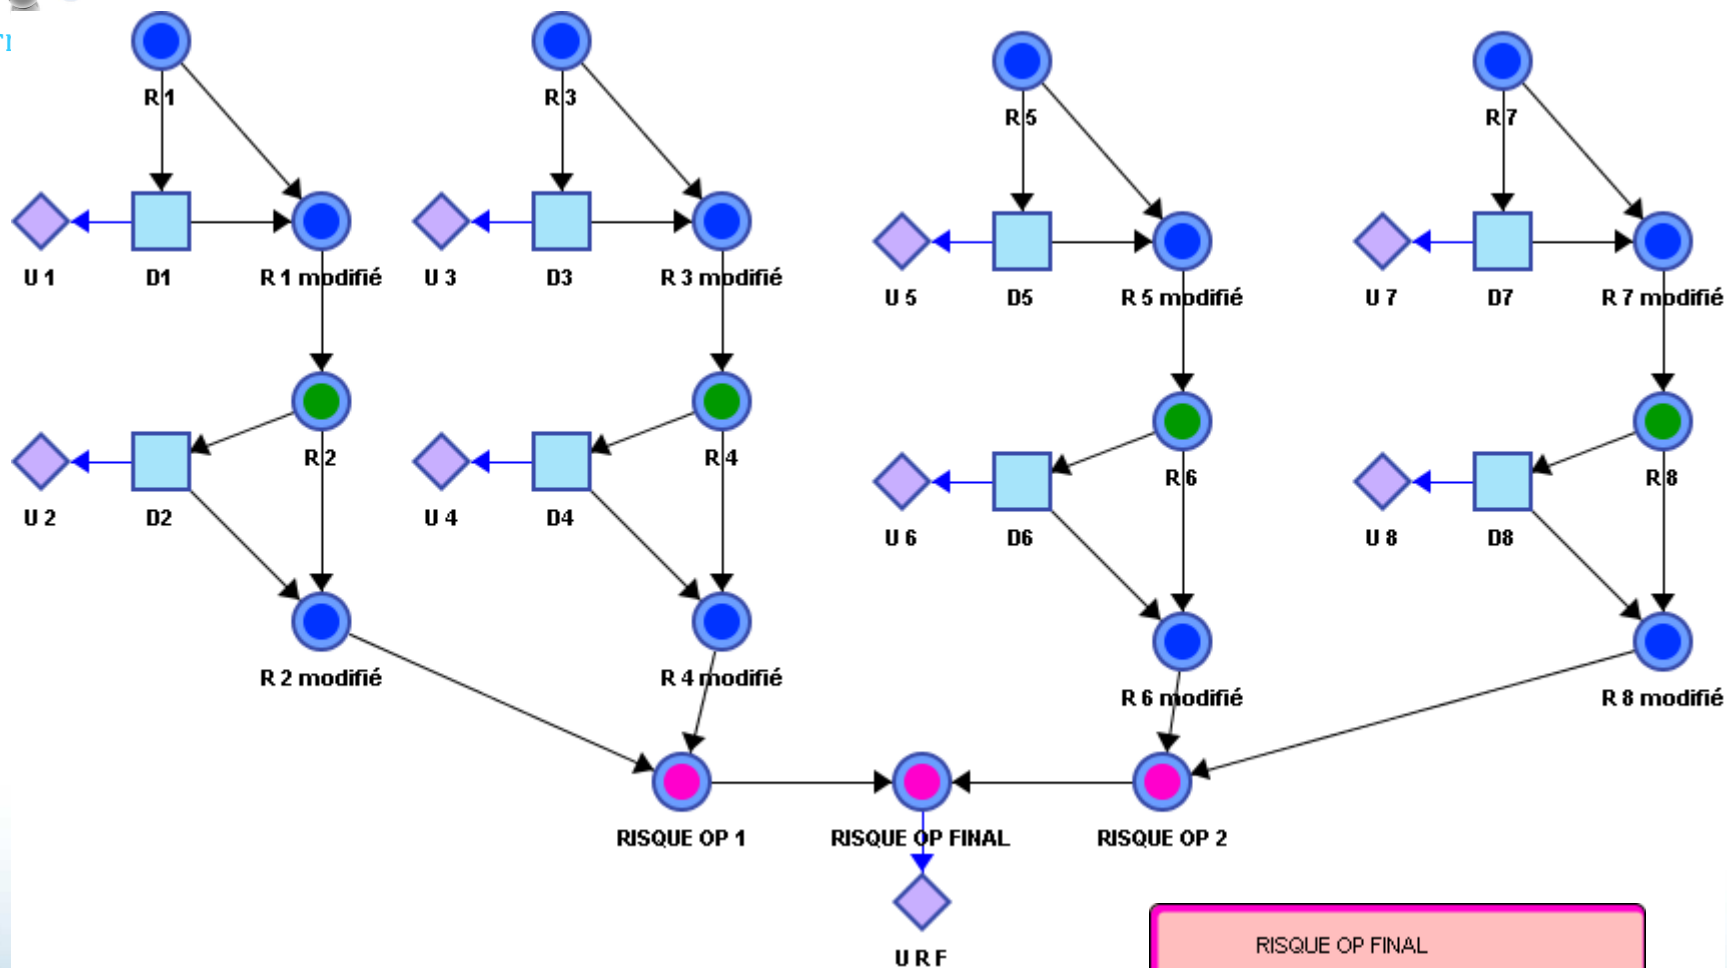 R 1
R 3
R 5
R 7
U 1
D1
R 1 modifié
U 3
D3
R 3 modifié
U 5
D5
R 5 modifié
U 7
D7
R 7 modifié
R 2
R 4
R 6
R 8
U 2
D2
U 4
D4
U 6
D6
U 8
D8
R 2 modifié
R 4 modifié
R 6 modifié
R 8 modifié
RISQUE OP 1
RISQUE OP FINAL
RISQUE OP 2
U R F
RISQUE OP FINAL